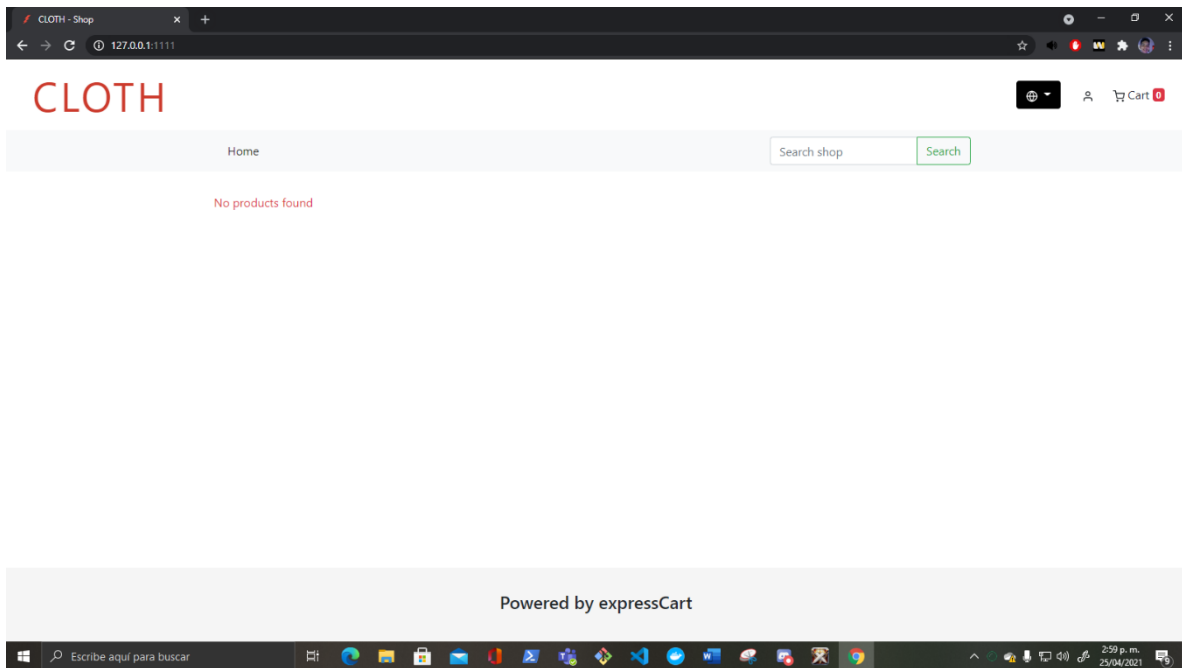 CLOTH - Shop
127.0.0.1:1111
CLOTH
Cart 0
Home
Search shop
Search
No products found
Powered by expressCart
Escribe aquí para buscar
2:59 p. m.
25/04/2021